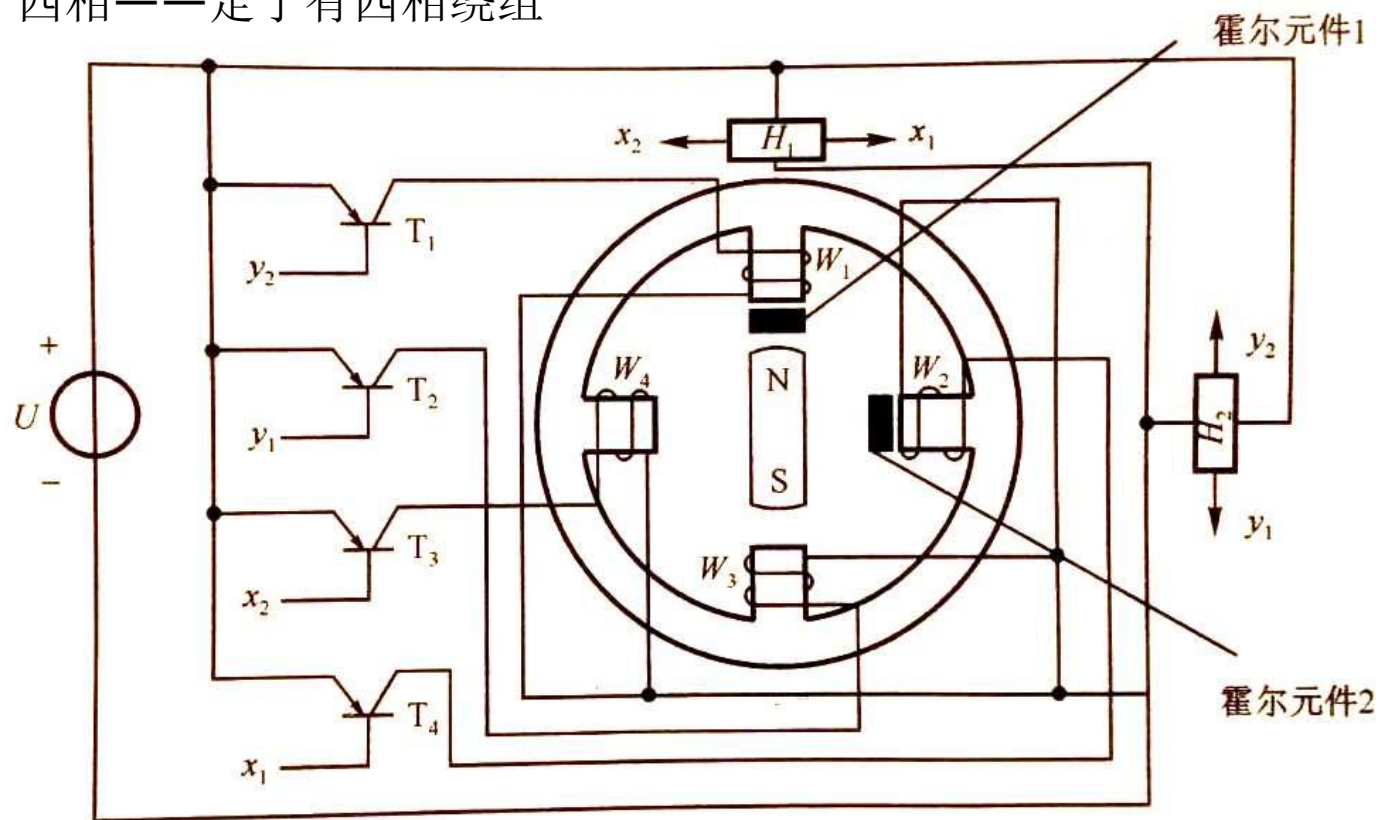 四相——定子有四相绕组
霍尔元件1
x₂ H₁ x₁
T₁
y₂
W₁
+
U
−
T₂
y₁
W₄
N
W₂
y₂
H₂
y₁
S
T₃
x₂
W₃
T₄
x₁
霍尔元件2